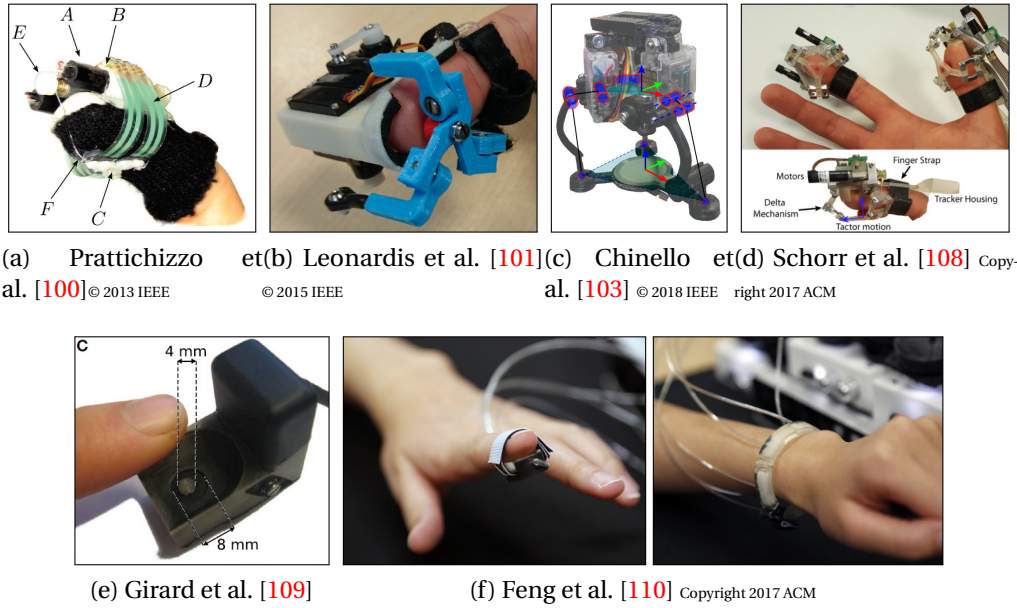 A
B
E
D
F
C
Finger Strap
Motors
Tracker Housing
Delta
Mechanism
Tactor motion
(a) Prattichizzo et
al. [100] © 2013 IEEE
(b) Leonardis et al. [101]
© 2015 IEEE
(c) Chinello et
al. [103] © 2018 IEEE
(d) Schorr et al. [108] Copy-
right 2017 ACM
C
4 mm
8 mm
(e) Girard et al. [109]
(f) Feng et al. [110] Copyright 2017 ACM